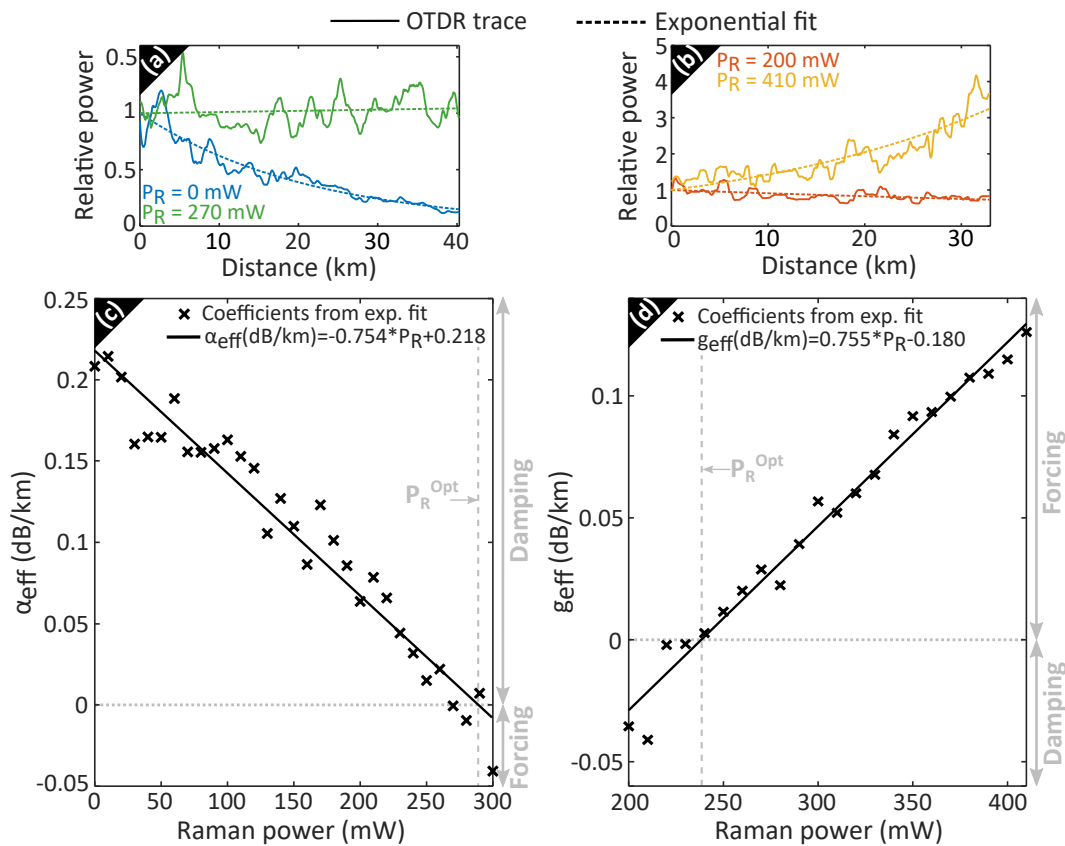 OTDR trace
Exponential fit
(a)
Relative power
0.5
1
0.5
0
P_R = 0 mW
P_R = 270 mW
0 10 20 30 40
Distance (km)
(b)
Relative power
5
4
3
2
1
0
P_R = 200 mW
P_R = 410 mW
0 10 20 30
Distance (km)
(c)
α_eff (dB/km)
0.25
0.2
0.15
0.1
0.05
0
-0.05
Coefficients from exp. fit
α_eff(dB/km)=-0.754*P_R+0.218
P_R^Opt
Damping
Forcing
0 50 100 150 200 250 300
Raman power (mW)
(d)
g_eff (dB/km)
0.1
0.05
0
-0.05
Coefficients from exp. fit
g_eff(dB/km)=0.755*P_R-0.180
P_R^Opt
Forcing
Damping
200 250 300 350 400
Raman power (mW)